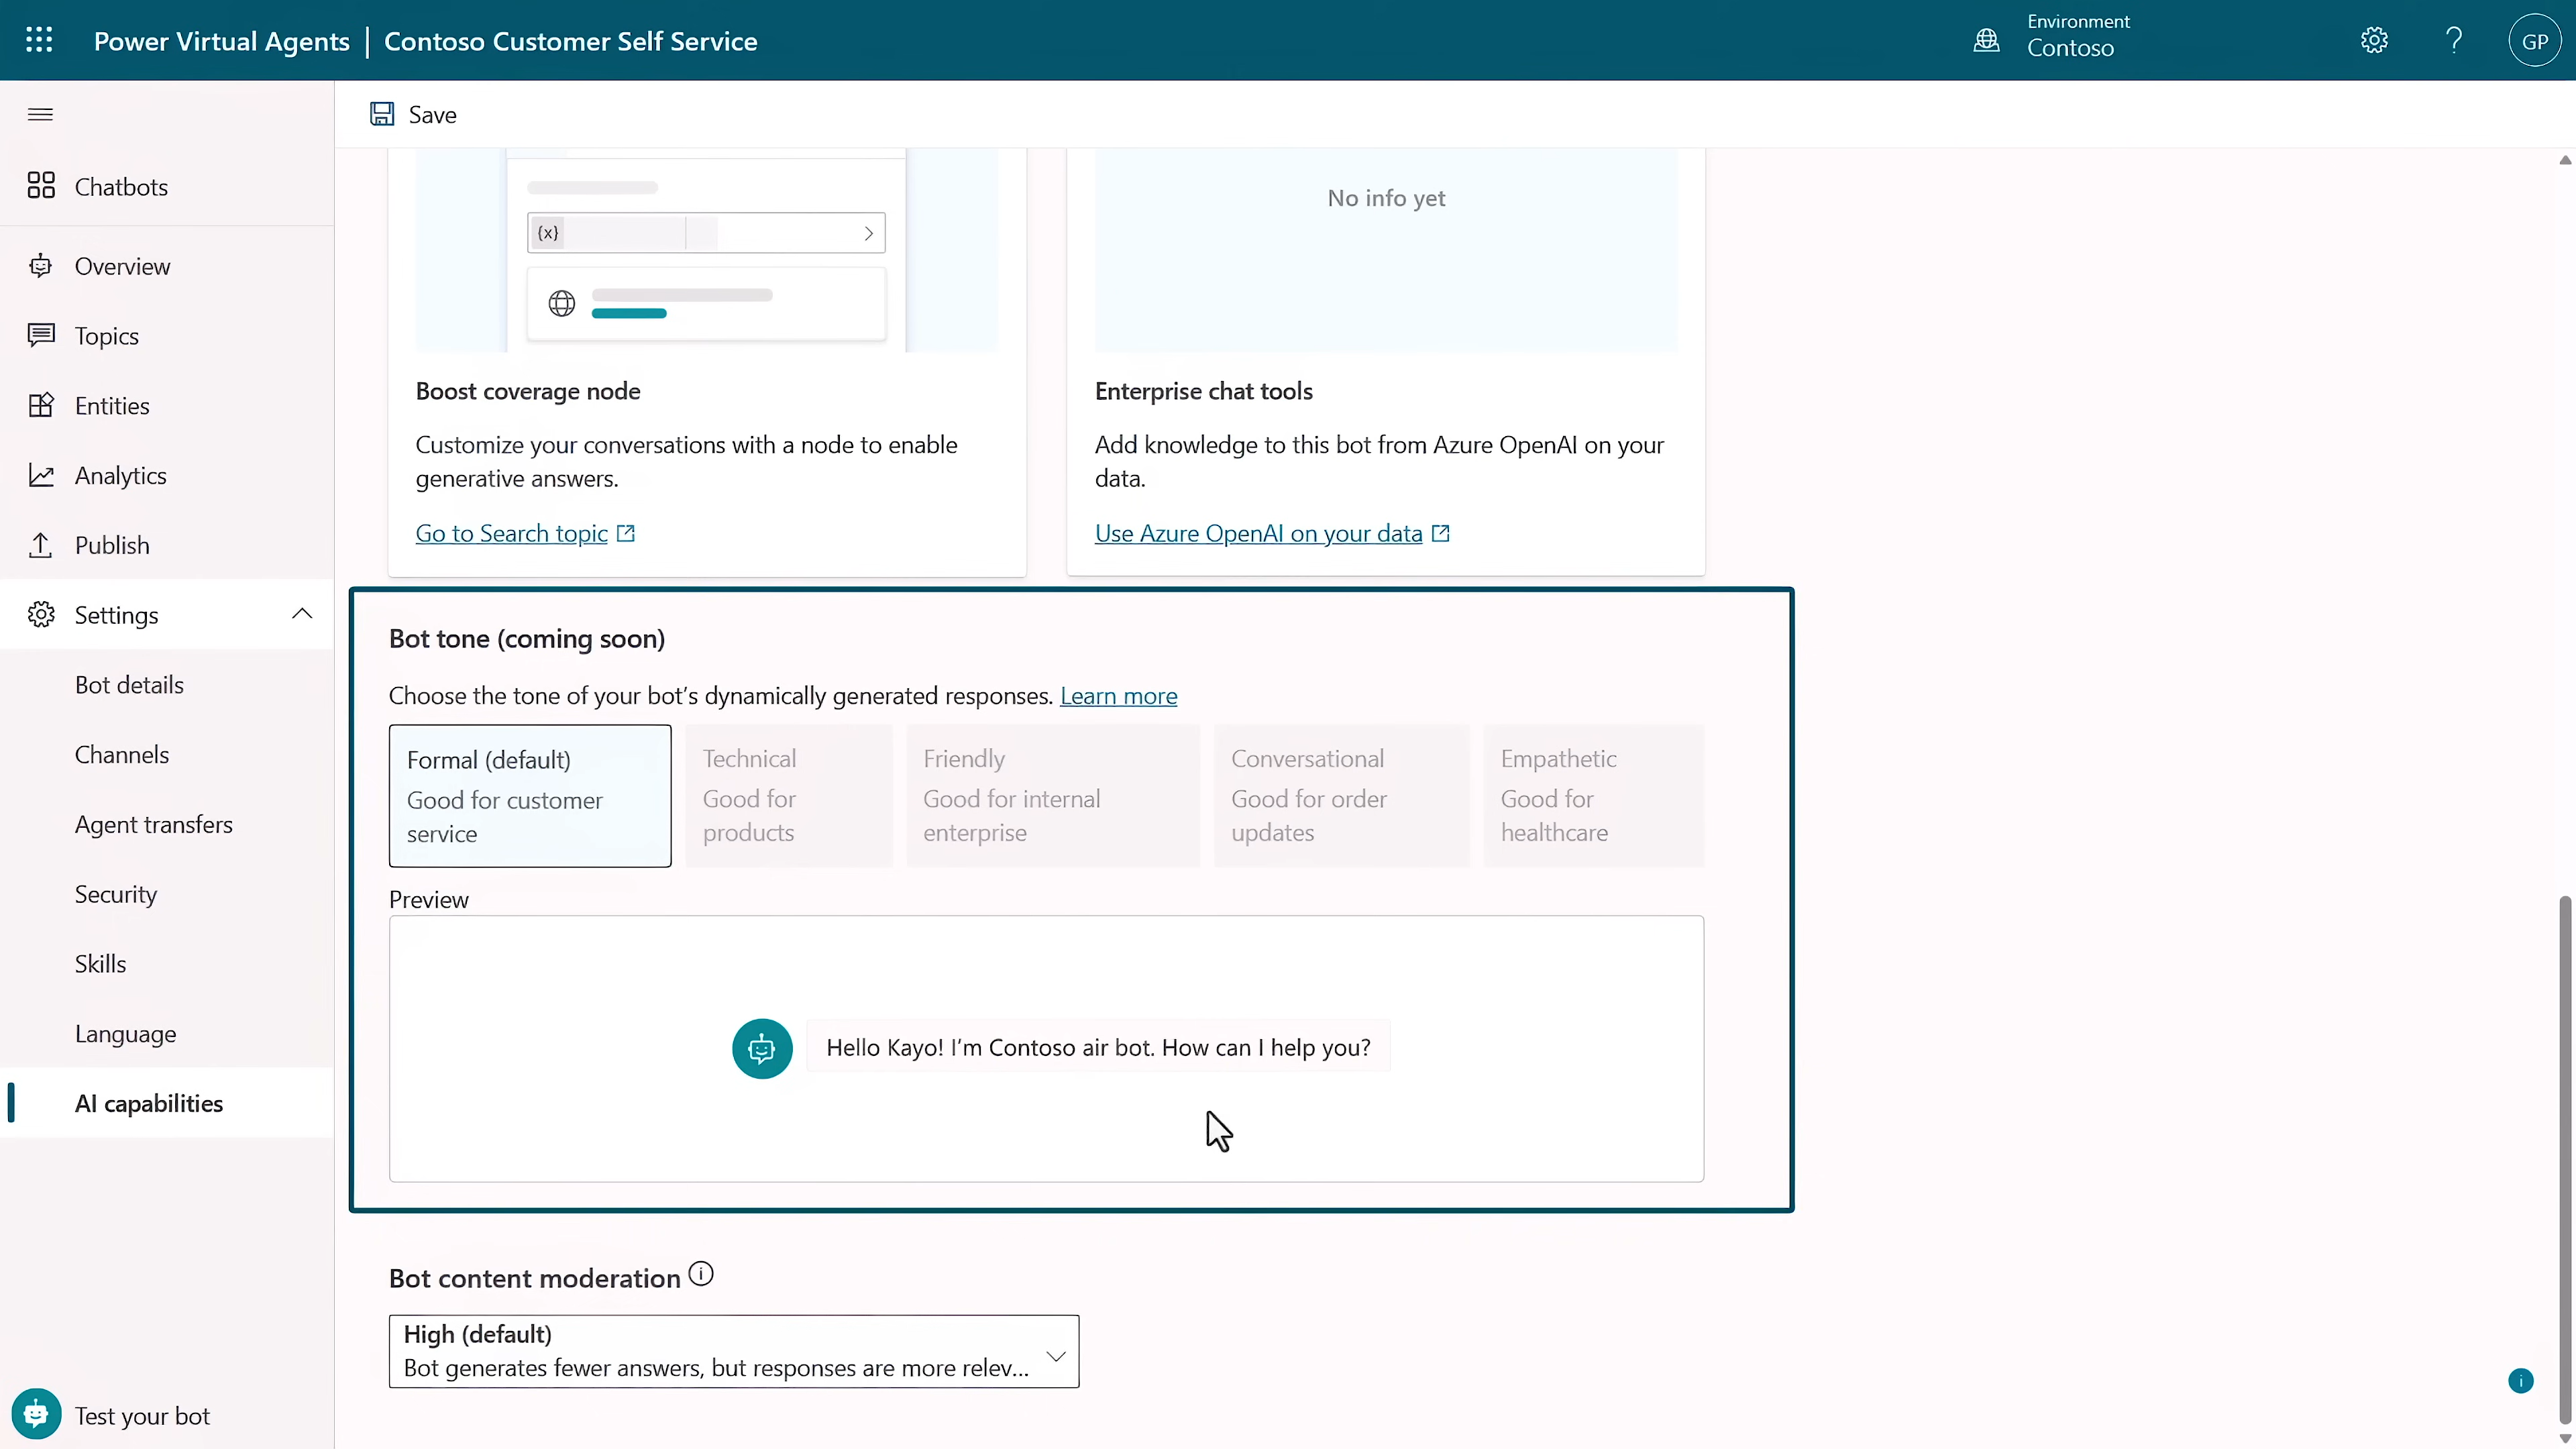 Power Virtual Agents | Contoso Customer Self Service
Environment
Contoso
GP
Save
Chatbots
Overview
Topics
Entities
Analytics
Publish
Settings
Bot details
Channels
Agent transfers
Security
Skills
Language
AI capabilities
Test your bot
{x}
Boost coverage node
Customize your conversations with a node to enable
generative answers.
Go to Search topic
No info yet
Enterprise chat tools
Add knowledge to this bot from Azure OpenAI on your
data.
Use Azure OpenAI on your data
Bot tone (coming soon)
Choose the tone of your bot’s dynamically generated responses. Learn more
Formal (default)
Good for customer
service
Technical
Good for
products
Friendly
Good for internal
enterprise
Conversational
Good for order
updates
Empathetic
Good for
healthcare
Preview
Hello Kayo! I’m Contoso air bot. How can I help you?
Bot content moderation
High (default)
Bot generates fewer answers, but responses are more relev...